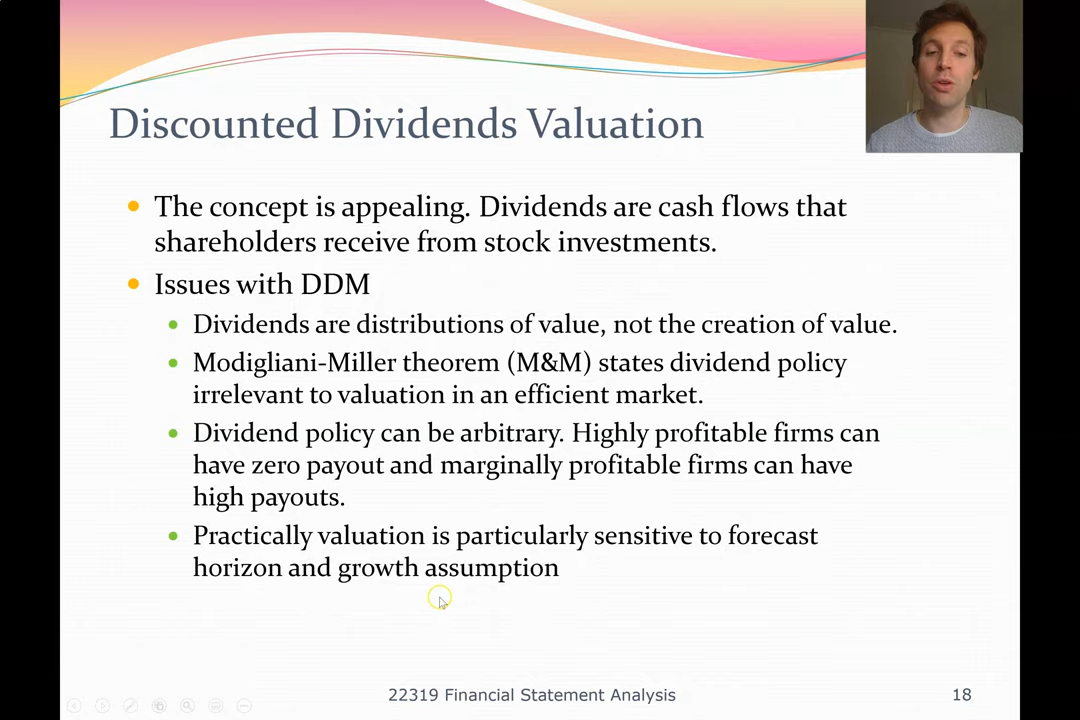 Discounted Dividends Valuation
The concept is appealing. Dividends are cash flows that
shareholders receive from stock investments.
Issues with DDM
Dividends are distributions of value, not the creation of value.
Modigliani-Miller theorem (M&M) states dividend policy
irrelevant to valuation in an efficient market.
Dividend policy can be arbitrary. Highly profitable firms can
have zero payout and marginally profitable firms can have
high payouts.
Practically valuation is particularly sensitive to forecast
horizon and growth assumption
22319 Financial Statement Analysis
18